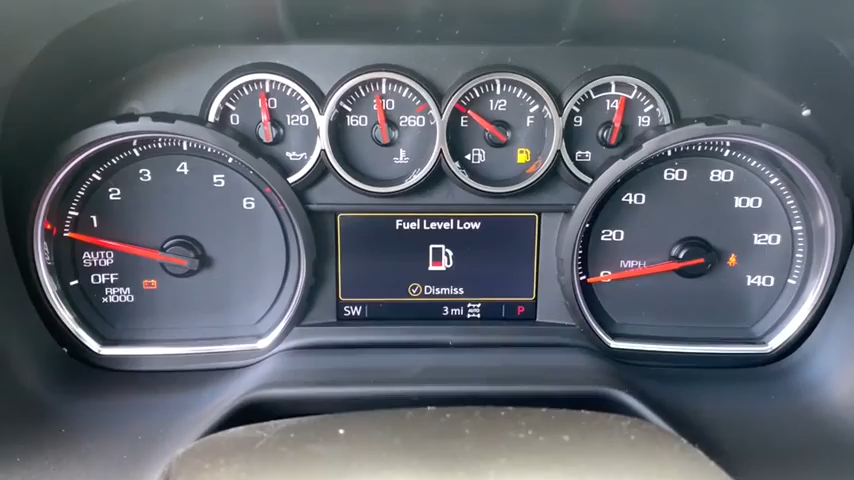 0 60 120
160 210 260
E 1/2 F
9 14 19
AUTO STOP
OFF
1 2 3 4 5 6
RPM
x1000
Fuel Level Low
Dismiss
SW 3 mi AUTO P
0 20 40 60 80 100 120 140
MPH